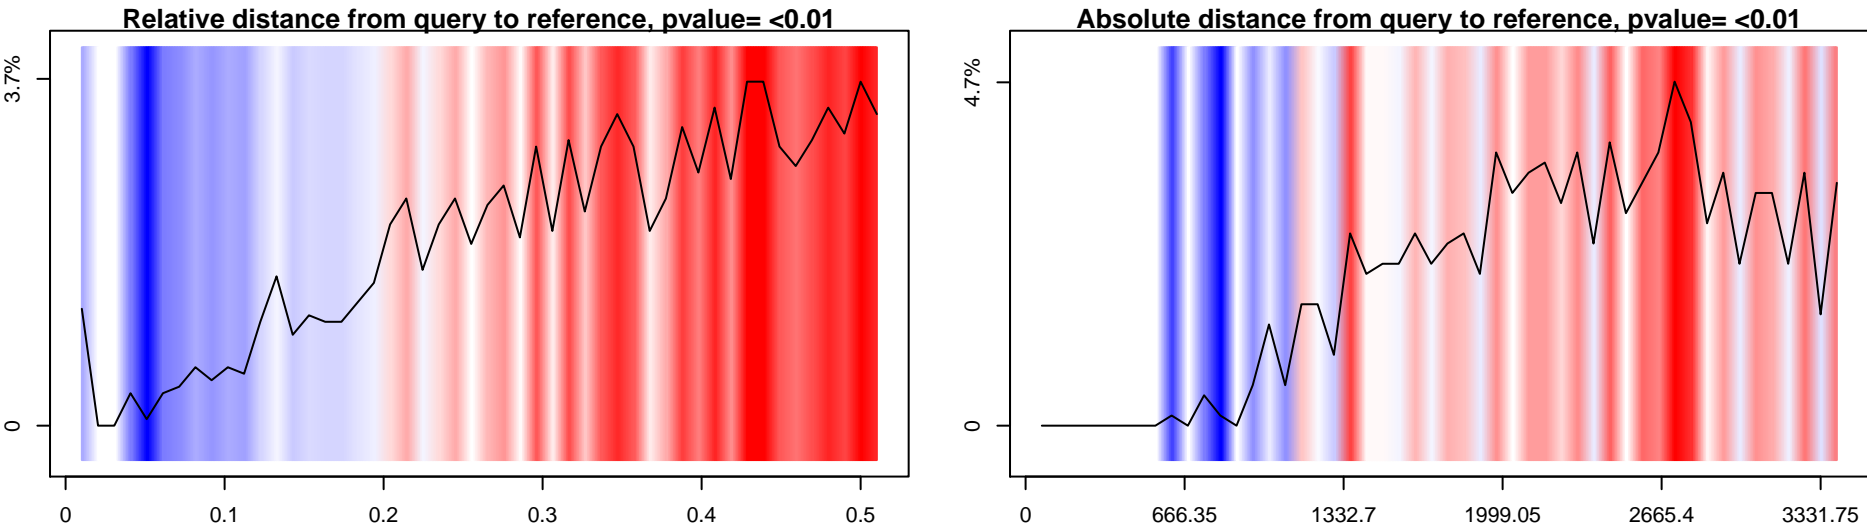 Relative distance from query to reference, pvalue= <0.01
3.7%
0
0 0.1 0.2 0.3 0.4 0.5
Absolute distance from query to reference, pvalue= <0.01
4.7%
0
0 666.35 1332.7 1999.05 2665.4 3331.75